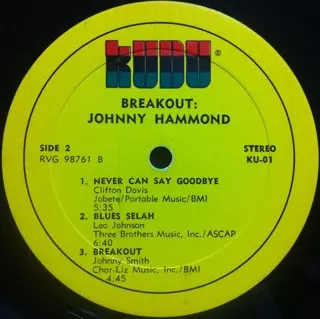 KUDU
BREAKOUT:
JOHNNY HAMMOND
SIDE 2
RVG 98761 B
STEREO
KU-01
1. NEVER CAN SAY GOODBYE
Clifton Davis
Jobete/Portable Music/BMI
5:35
2. BLUES SELAH
Leo Johnson
Three Brothers Music, Inc./ASCAP
6:40
3. BREAKOUT
Johnny Smith
Char-Liz Music, Inc./BMI
4:45